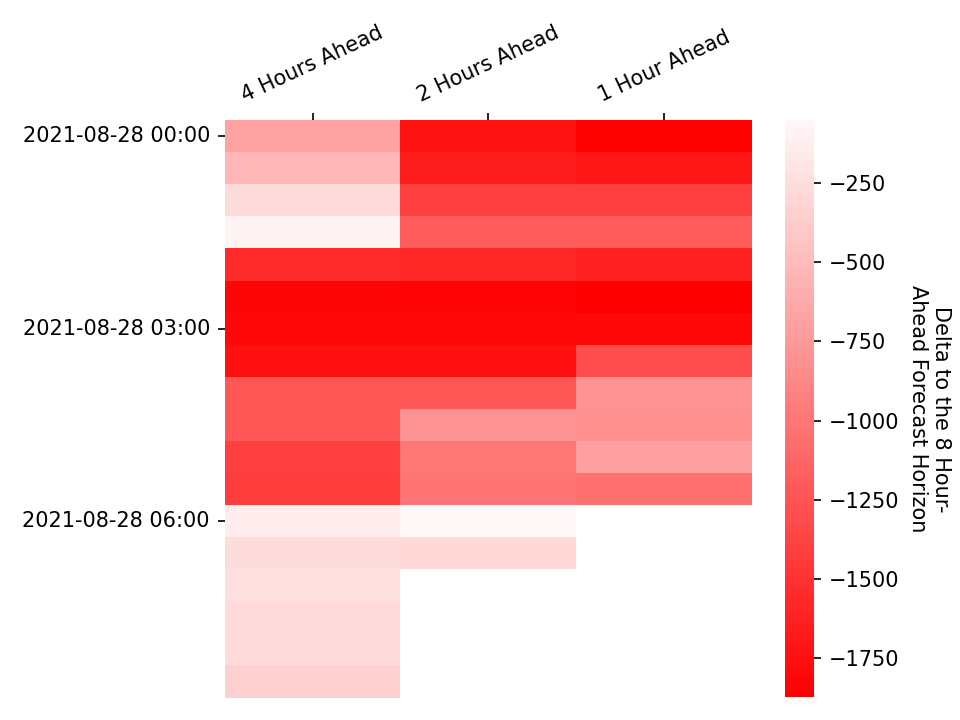 4 Hours Ahead
2 Hours Ahead
1 Hour Ahead
2021-08-28 00:00
2021-08-28 03:00
2021-08-28 06:00
−250
−500
−750
−1000
−1250
−1500
−1750
Delta to the 8 Hour-
Ahead Forecast Horizon